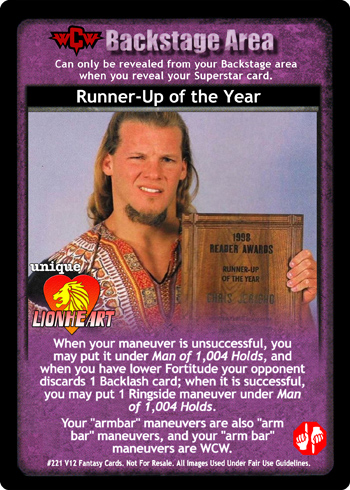 WCW Backstage Area
Can only be revealed from your Backstage area
when you reveal your Superstar card.
Runner-Up of the Year
1998
READER AWARDS
RUNNER-UP
OF THE YEAR
CHRIS JERICHO
unique
LIONHEART
When your maneuver is unsuccessful, you
may put it under Man of 1,004 Holds, and
when you have lower Fortitude your opponent
discards 1 Backlash card; when it is successful,
you may put 1 Ringside maneuver under Man
of 1,004 Holds.
Your "armbar" maneuvers are also "arm
bar" maneuvers, and your "arm bar"
maneuvers are WCW.
#221 V12 Fantasy Cards. Not For Resale. All Images Used Under Fair Use Guidelines.